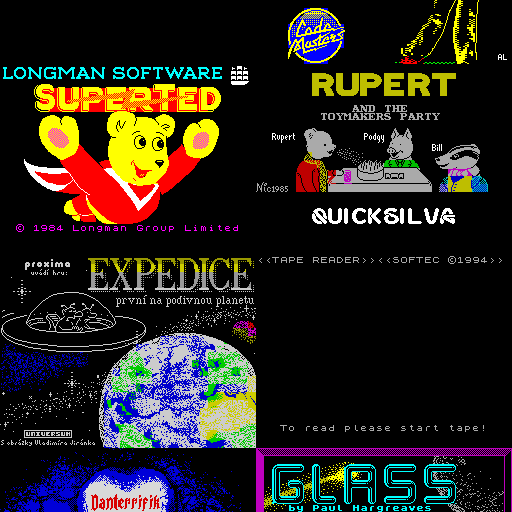 Code
Masters
AL
LONGMAN SOFTWARE
SUPERTED
© 1984 Longman Group Limited
RUPERT
AND THE
TOYMAKERS PARTY
Rupert
Podgy
Bill
1985
QUICKSILVA
proxima
uvádí hru:
EXPEDICE
první na podivnou planetu
UNIVERSUM
S obrázky Vladimíra Jiránka
<<TAPE READER>><<SOFTEC ©1994>>
To read please start tape!
Danterrifik
GLASS
by Paul Hargreaves